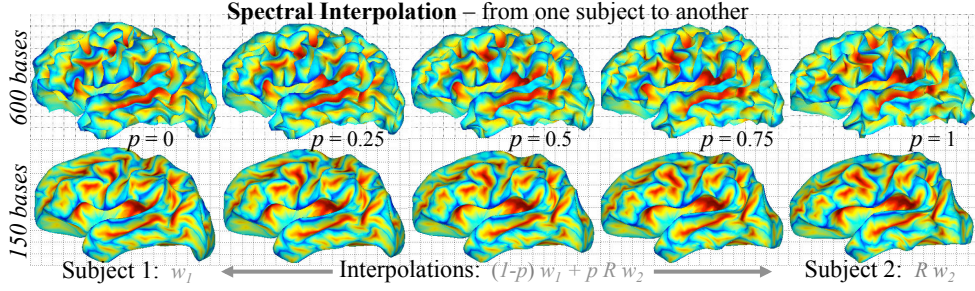 Spectral Interpolation – from one subject to another
600 bases
p = 0
p = 0.25
p = 0.5
p = 0.75
p = 1
150 bases
Subject 1: w₁
Interpolations: (1-p) w₁ + p R w₂
Subject 2: R w₂